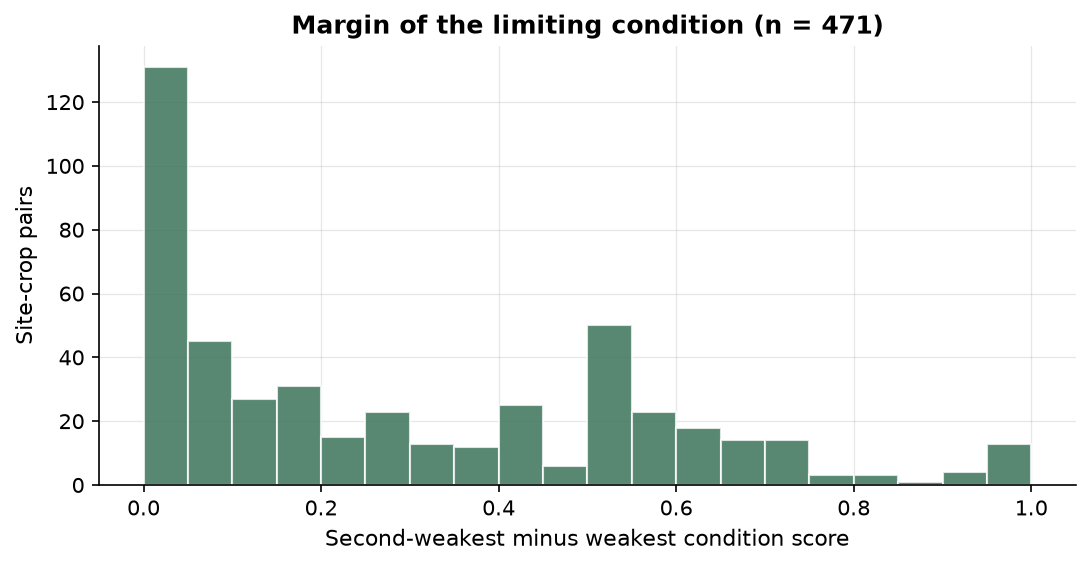 Margin of the limiting condition (n = 471)
Site-crop pairs
120
100
80
60
40
20
0
0.0 0.2 0.4 0.6 0.8 1.0
Second-weakest minus weakest condition score